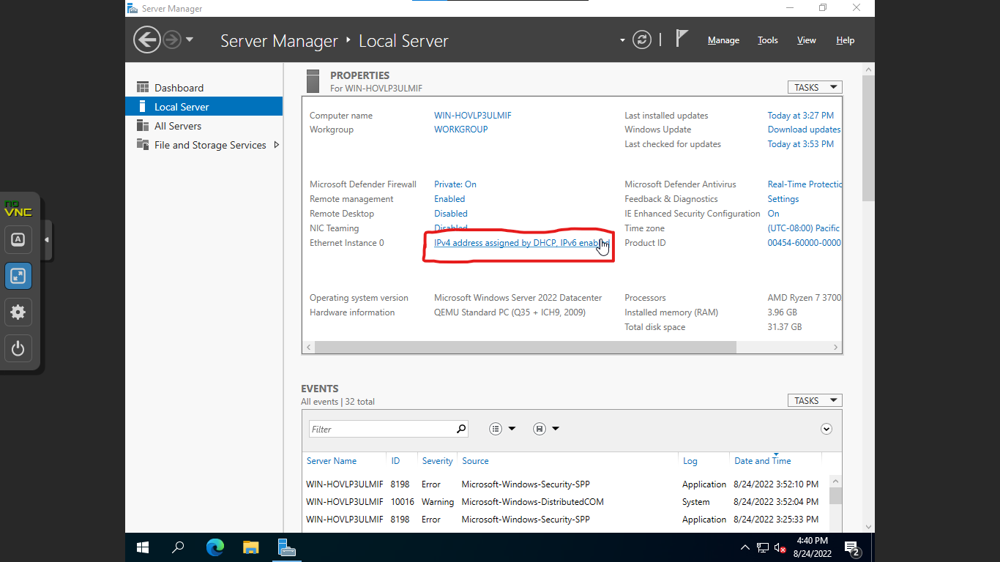 Server Manager
Server Manager ‣ Local Server
Manage Tools View Help
Dashboard
Local Server
All Servers
File and Storage Services
PROPERTIES
For WIN-HOVLP3ULMIF
TASKS
Computer name WIN-HOVLP3ULMIF Last installed updates Today at 3:27 PM
Workgroup WORKGROUP Windows Update Download updates
Last checked for updates Today at 3:53 PM
Microsoft Defender Firewall Private: On Microsoft Defender Antivirus Real-Time Protectic
Remote management Enabled Feedback & Diagnostics Settings
Remote Desktop Disabled IE Enhanced Security Configuration On
NIC Teaming Disabled Time zone (UTC-08:00) Pacific
Ethernet Instance 0 IPv4 address assigned by DHCP, IPv6 enabled Product ID 00454-60000-0000
Operating system version Microsoft Windows Server 2022 Datacenter Processors AMD Ryzen 7 3700
Hardware information QEMU Standard PC (Q35 + ICH9, 2009) Installed memory (RAM) 3.96 GB
Total disk space 31.37 GB
EVENTS
All events | 32 total
TASKS
Filter
Server Name ID Severity Source Log Date and Time
WIN-HOVLP3ULMIF 8198 Error Microsoft-Windows-Security-SPP Application 8/24/2022 3:52:10 PM
WIN-HOVLP3ULMIF 10016 Warning Microsoft-Windows-DistributedCOM System 8/24/2022 3:52:04 PM
WIN-HOVLP3ULMIF 8198 Error Microsoft-Windows-Security-SPP Application 8/24/2022 3:25:33 PM
no
VNC
A
4:40 PM
8/24/2022
2